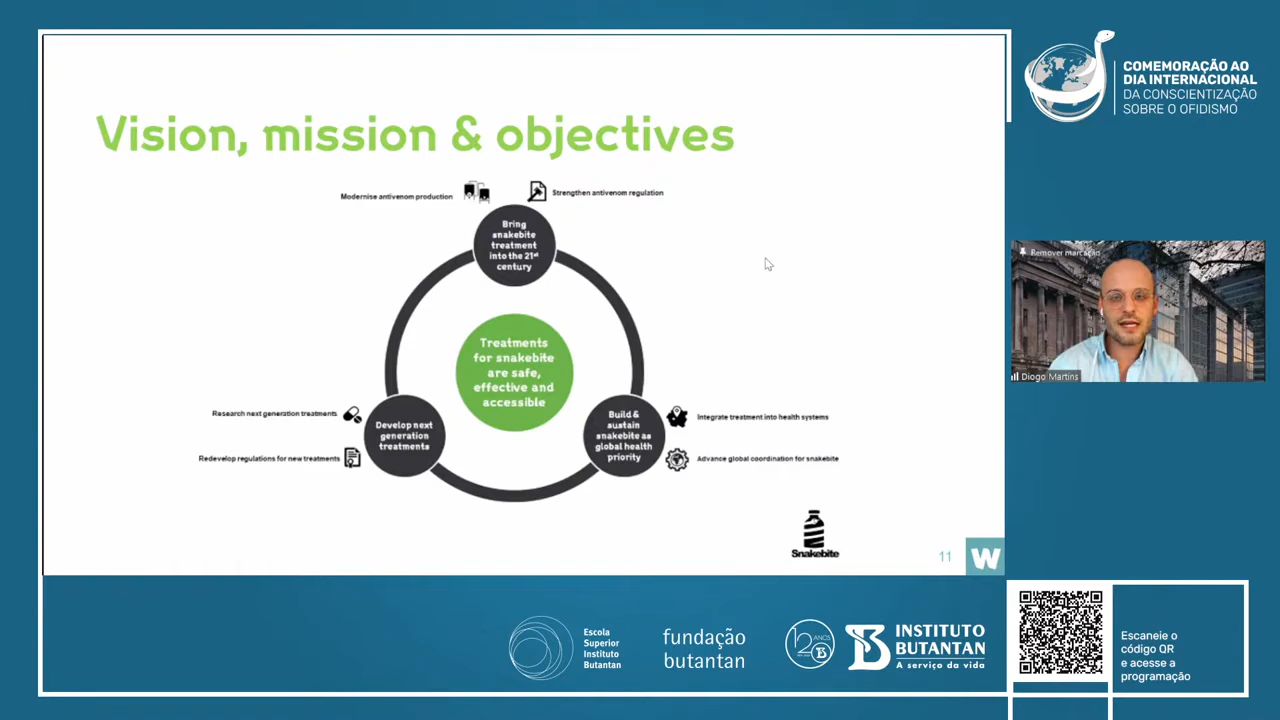 Vision, mission & objectives
Modernise antivenom production
Strengthen antivenom regulation
Bring
snakebite
treatment
into the 21st
century
Treatments
for snakebite
are safe,
effective and
accessible
Research next generation treatments
Redevelop regulations for new treatments
Develop next
generation
treatments
Build &
sustain
snakebite as
global health
priority
Integrate treatment into health systems
Advance global coordination for snakebite
Snakebite
11
W
COMEMORAÇÃO AO
DIA INTERNACIONAL
DA CONSCIENTIZAÇÃO
SOBRE O OFIDISMO
Remover marcação
Diogo Martins
Escola
Superior
Instituto
Butantan
fundação
butantan
120
ANOS
INSTITUTO
BUTANTAN
A serviço da vida
Escaneie o
código QR
e acesse a
programação